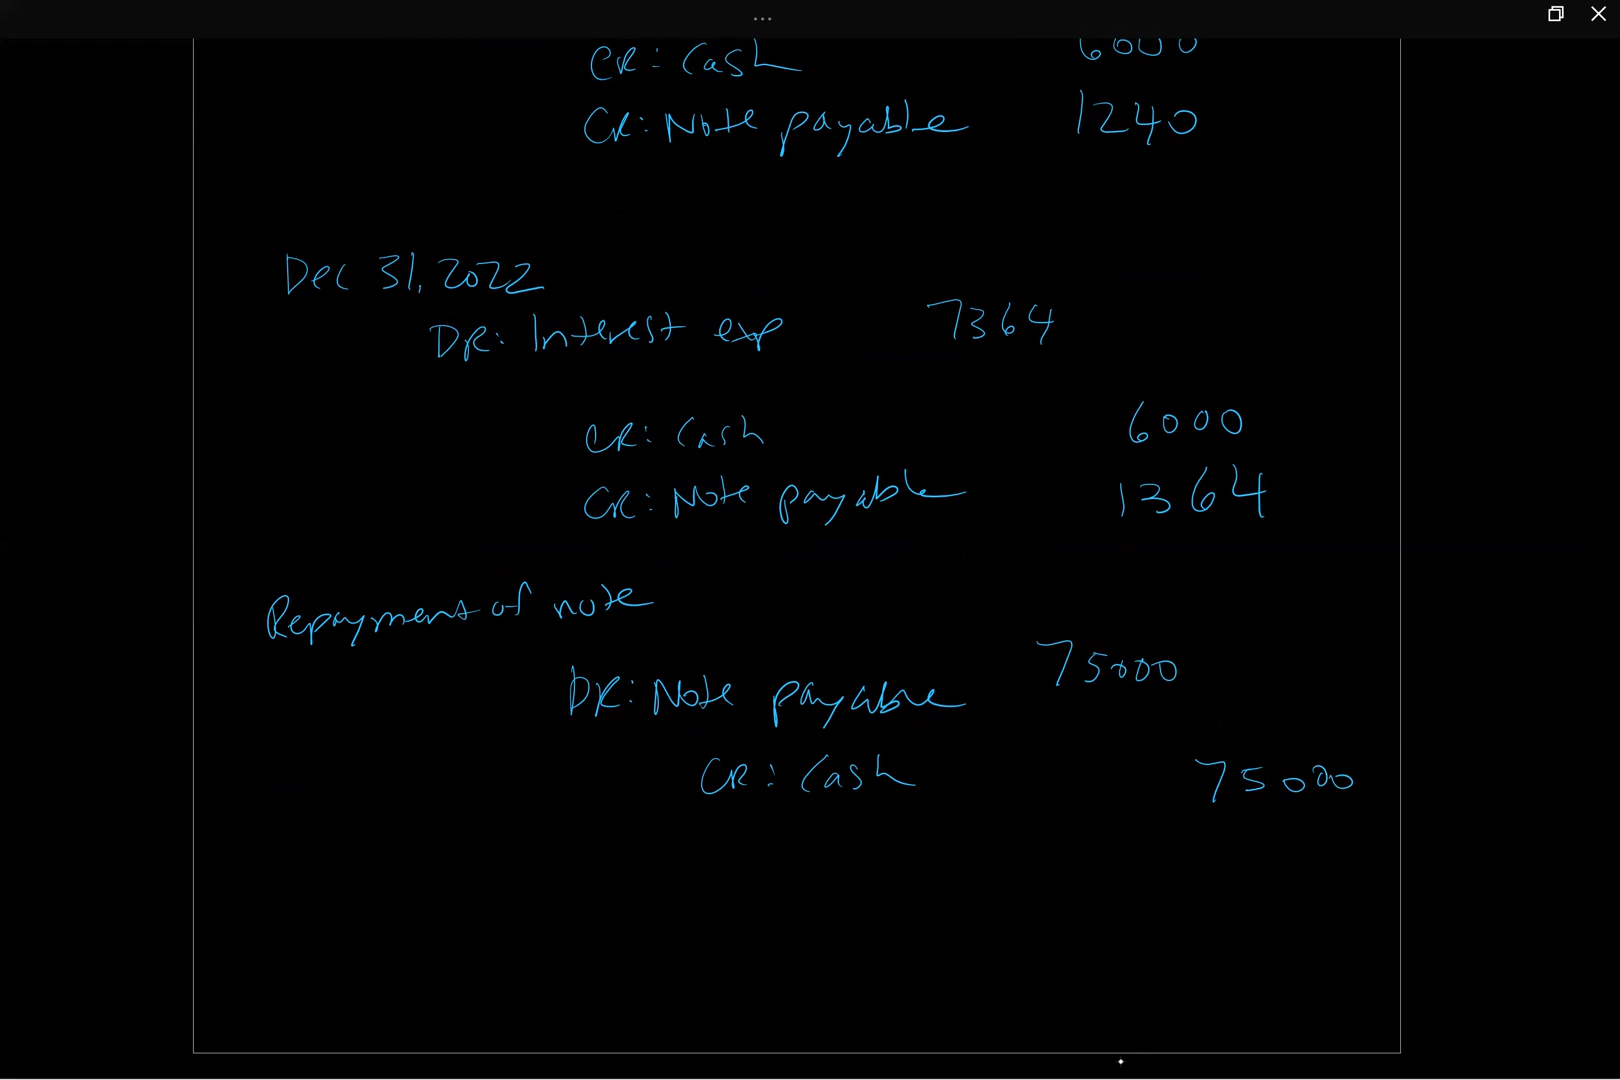 CR: Cash 6000
CR: Note payable 1240
Dec 31, 2022
DR: Interest exp 7364
CR: Cash 6000
CR: Note payable 1364
Repayment of note
DR: Note payable 75000
CR: Cash 75000